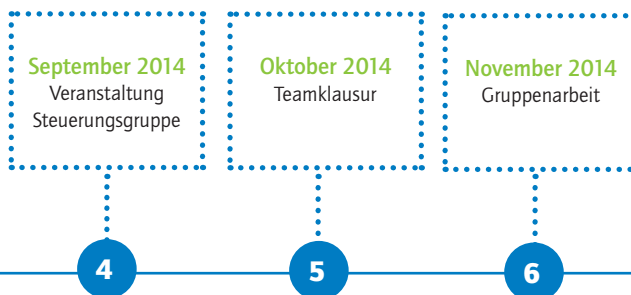 September 2014
Veranstaltung
Steuerungsgruppe
Oktober 2014
Teamklausur
November 2014
Gruppenarbeit
4
5
6